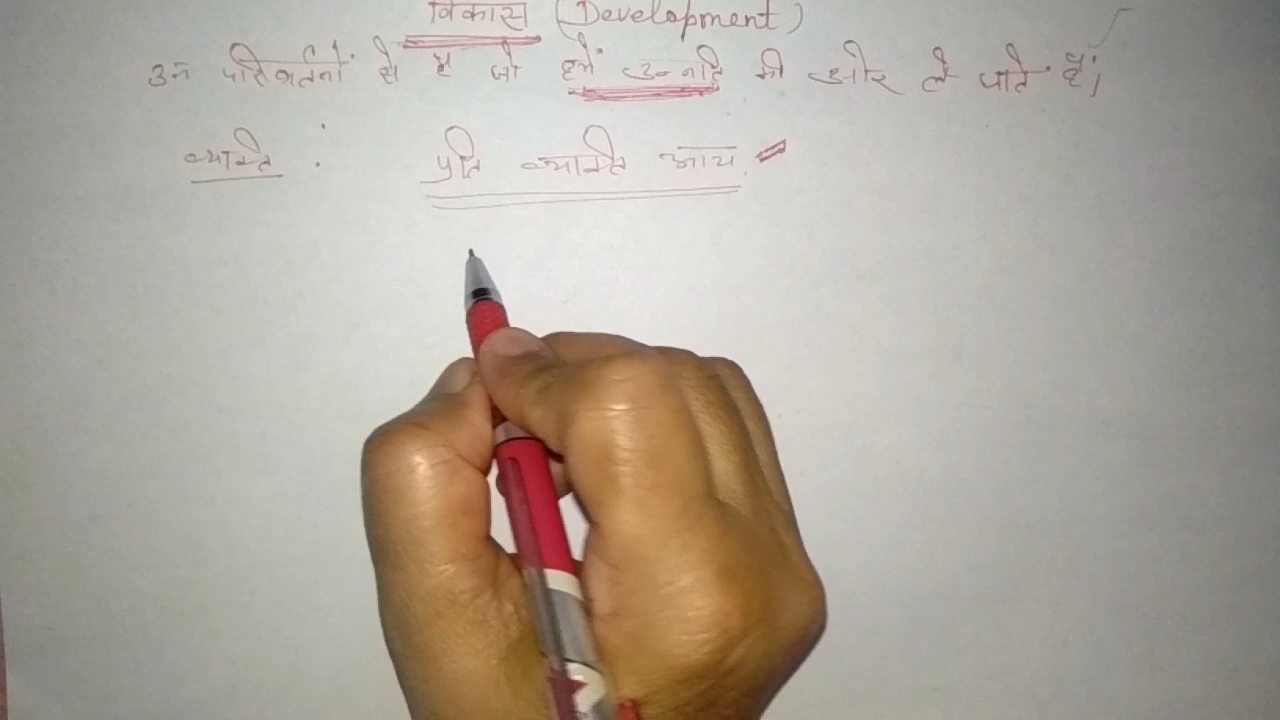 विकास (Development)
उन परिवर्तनों से है जो हमें उन्नति की ओर ले जाते हैं।
व्यक्ति : प्रति व्यक्ति आय